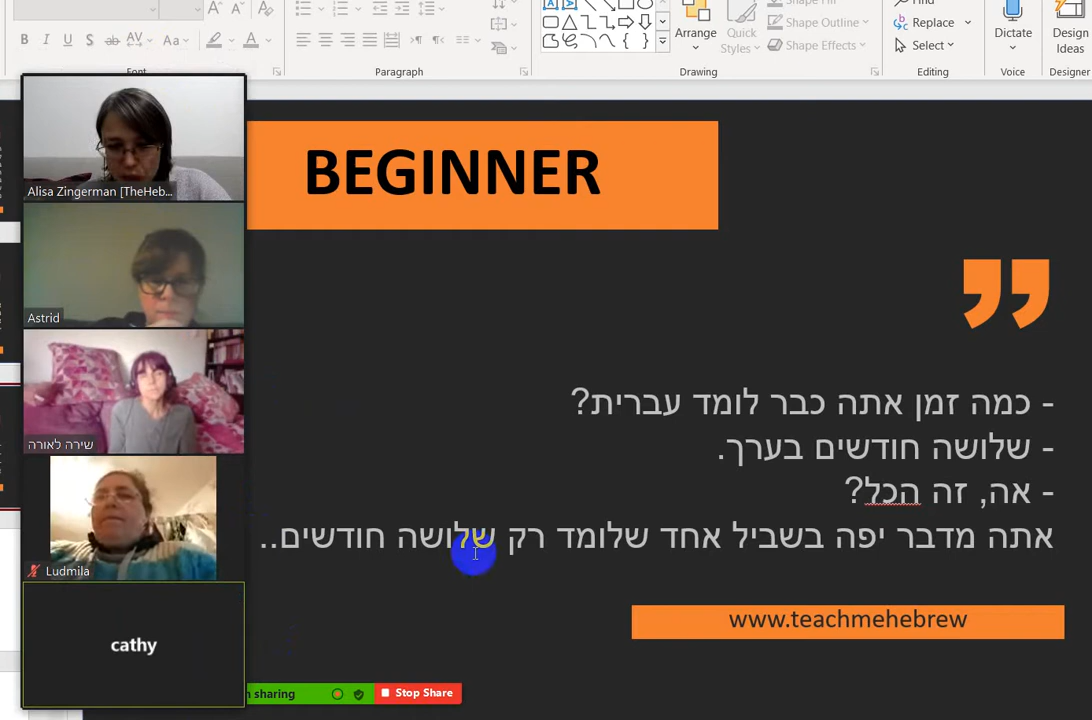 Arrange
Quick
Styles
Shape Fill
Shape Outline
Shape Effects
Find
Replace
Select
Dictate
Design
Ideas
Font
Paragraph
Drawing
Editing
Voice
Designer
Alisa Zingerman [TheHeb...
Astrid
שירה לאורה
Ludmila
cathy
BEGINNER
- כמה זמן אתה כבר לומד עברית?
- שלושה חודשים בערך.
- אה, זה הכל?
אתה מדבר יפה בשביל אחד שלומד רק שלושה חודשים..
www.teachmehebrew
sharing
Stop Share